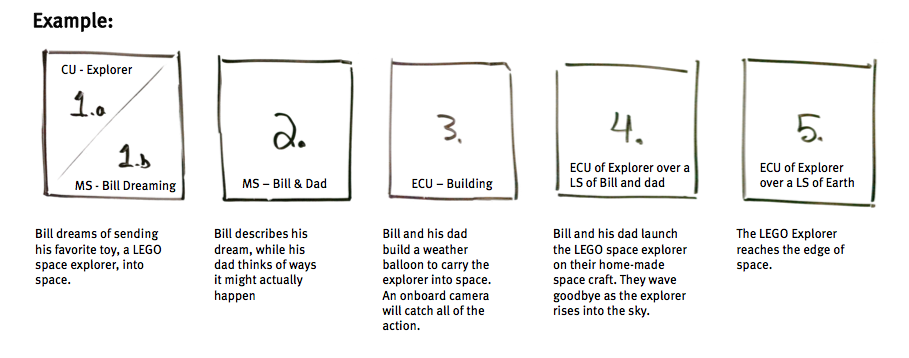 Example:
CU - Explorer
1.a
1.b
MS - Bill Dreaming
Bill dreams of sending
his favorite toy, a LEGO
space explorer, into
space.
2.
MS – Bill & Dad
Bill describes his
dream, while his
dad thinks of ways
it might actually
happen
3.
ECU – Building
Bill and his dad
build a weather
balloon to carry the
explorer into space.
An onboard camera
will catch all of the
action.
4.
ECU of Explorer over a
LS of Bill and dad
Bill and his dad launch
the LEGO space explorer
on their home-made
space craft. They wave
goodbye as the explorer
rises into the sky.
5.
ECU of Explorer
over a LS of Earth
The LEGO Explorer
reaches the edge of
space.